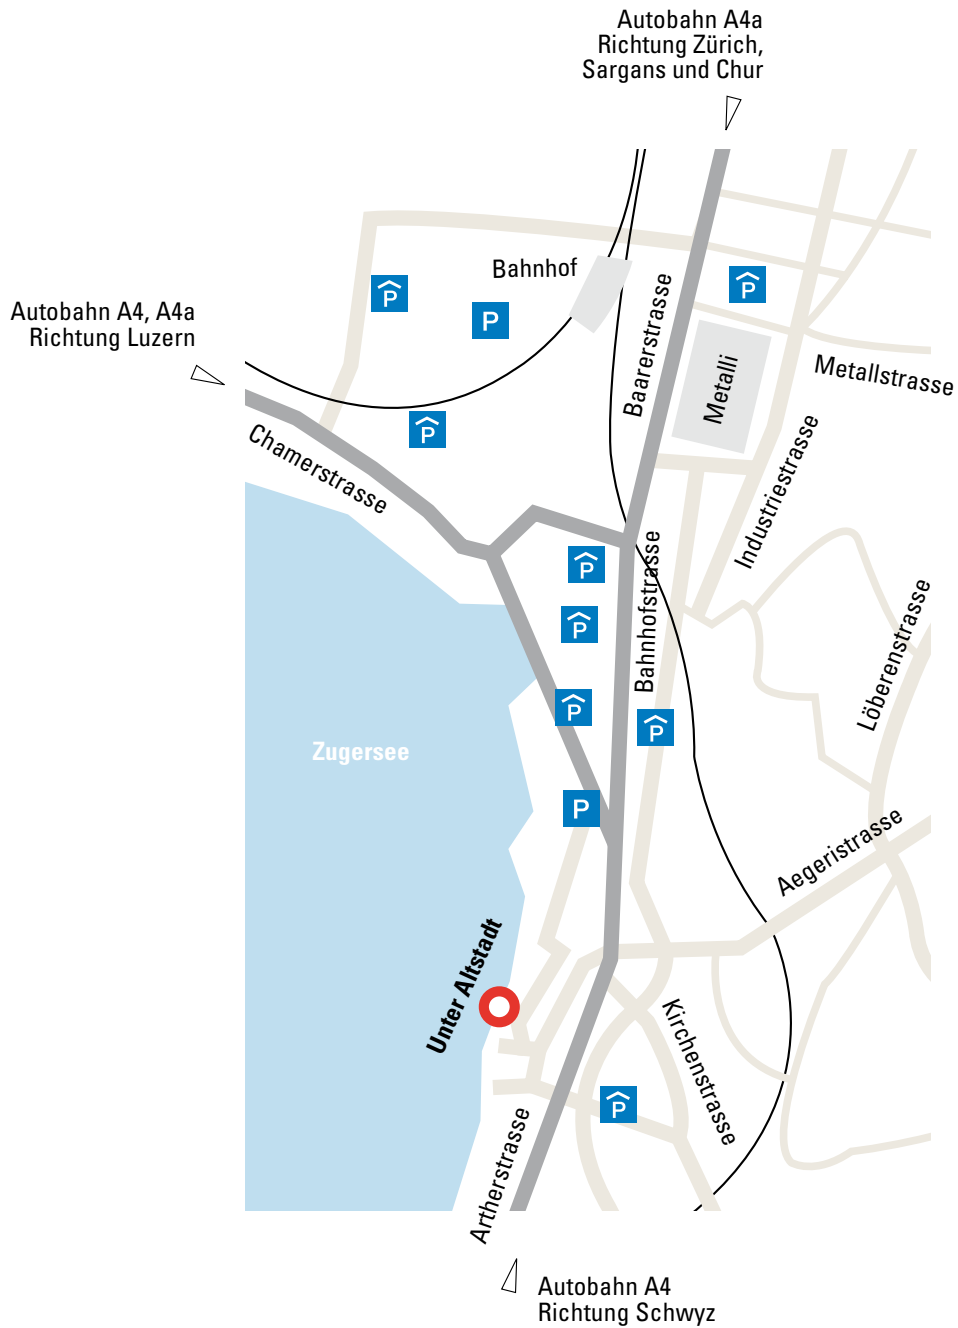 Autobahn A4a
Richtung Zürich,
Sargans und Chur
Bahnhof
P
P
P
Autobahn A4, A4a
Richtung Luzern
Baarerstrasse
Metalli
Metallstrasse
P
Chamerstrasse
Industriestrasse
P
Bahnhofstrasse
P
Löberenstrasse
P
P
Zugersee
P
Aegeristrasse
Unter Altstadt
Kirchenstrasse
P
Artherstrasse
Autobahn A4
Richtung Schwyz